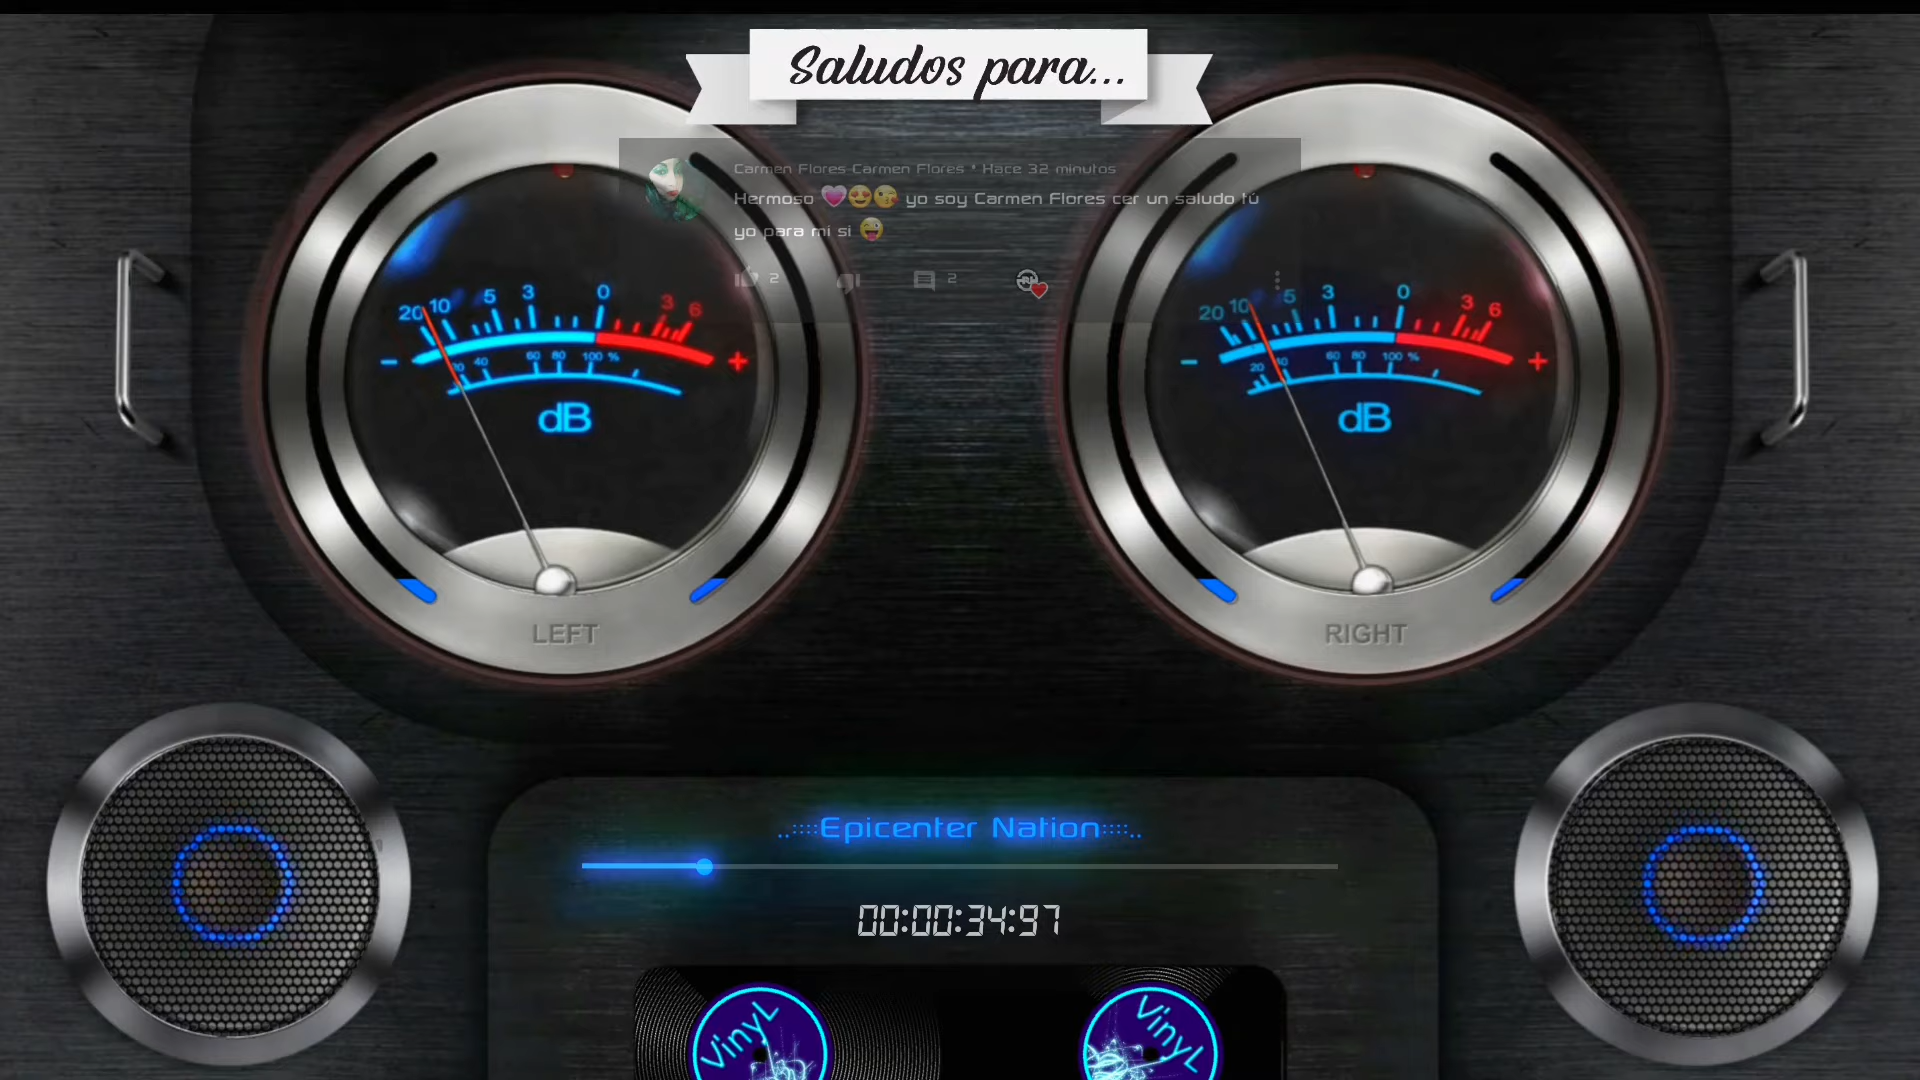 Saludos para...
Carmen Flores Carmen Flores • Hace 32 minutos
Hermoso 💗😍😘 yo soy Carmen Flores cer un saludo tú
yo para mi si 😜
2 2
20 10 5 3 0 3 6
- +
20 40 60 80 100 %
dB
LEFT
20 10 5 3 0 3 6
- +
20 40 60 80 100 %
dB
RIGHT
..::::Epicenter Nation::::..
00:00:34:97
VinyL
VinyL